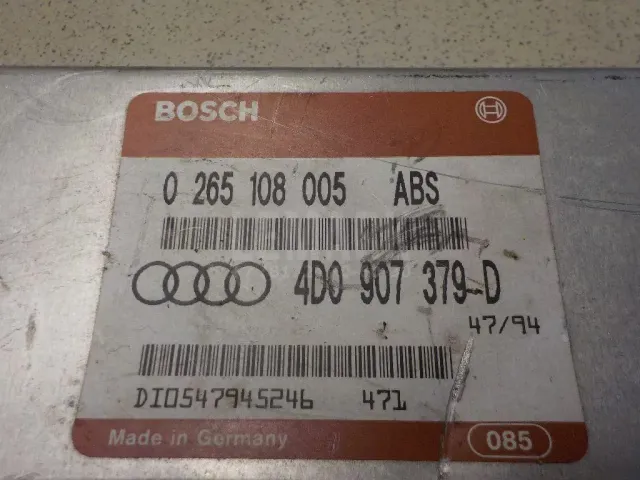 BOSCH
0 265 108 005 ABS
4D0 907 379 D
47/94
DI0547945246 471
Made in Germany 085